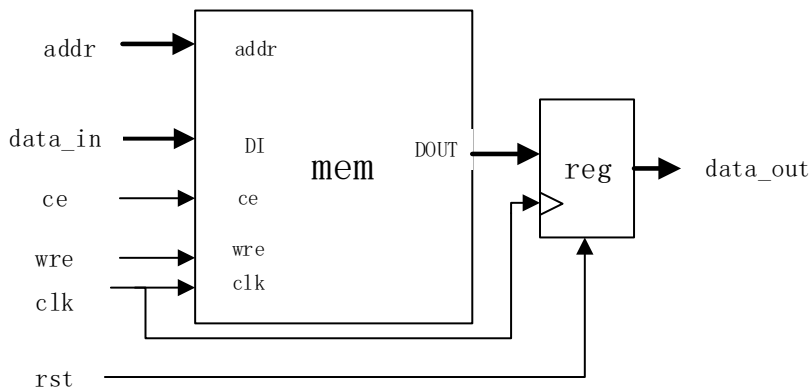 addr
addr
data_in
DI
DOUT
mem
reg
data_out
ce
ce
wre
wre
clk
clk
rst